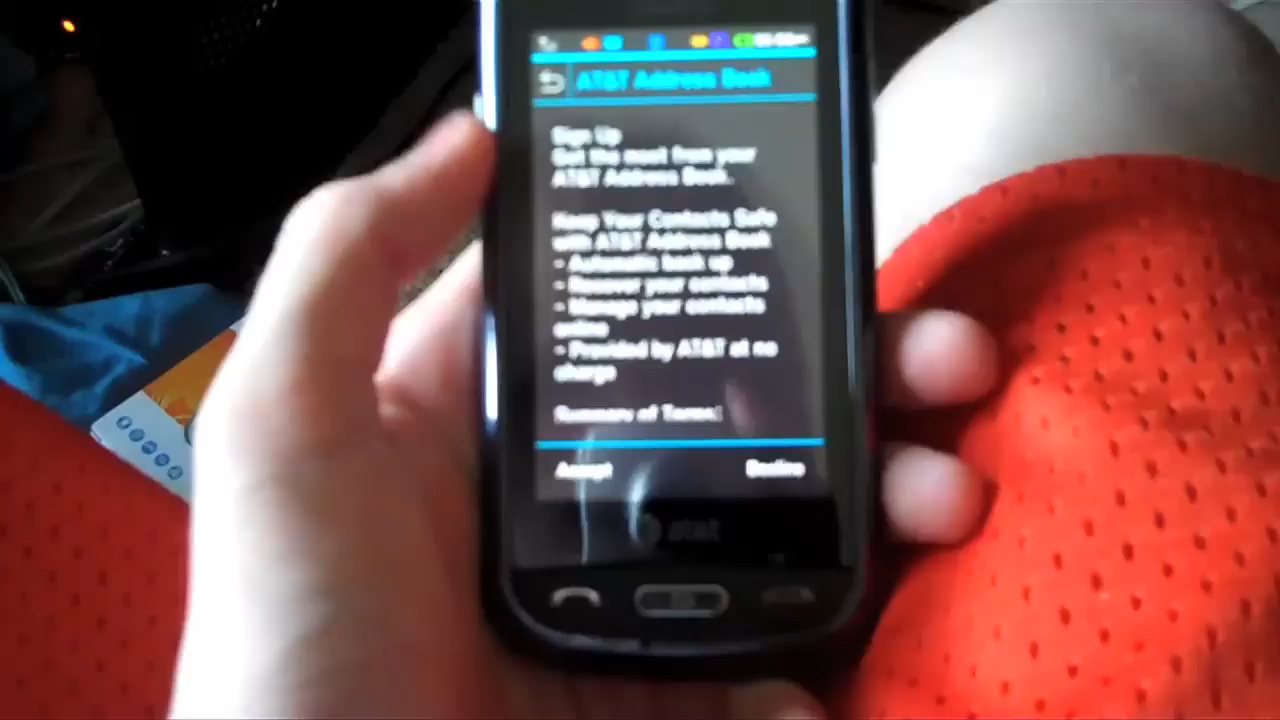 AT&T Address Book
Sign Up
Get the most from your
AT&T Address Book.
Keep Your Contacts Safe
with AT&T Address Book
- Automatic back up
- Recover your contacts
- Manage your contacts
online
- Provided by AT&T at no
charge
Summary of Terms:
Accept Decline
at&t